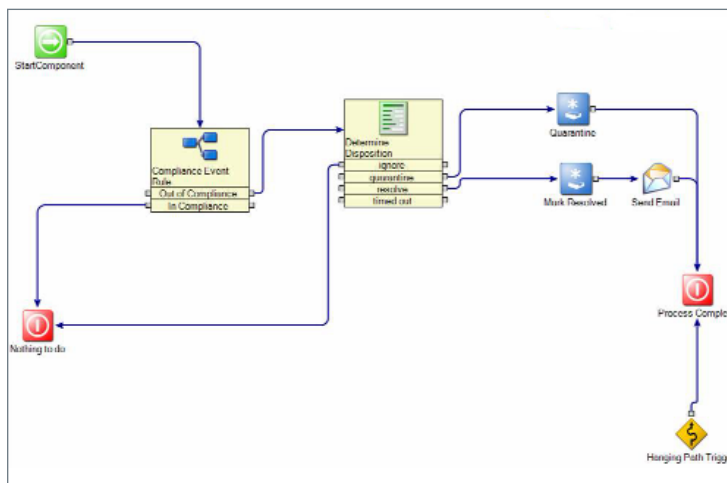 StartComponent
Compliance Event
Rule
Out of Compliance
In Compliance
Determine
Disposition
ignore
quarantine
resolve
timed out
Quarantine
Mark Resolved
Send Email
Nothing to do
Process Comple
Hanging Path Trigg